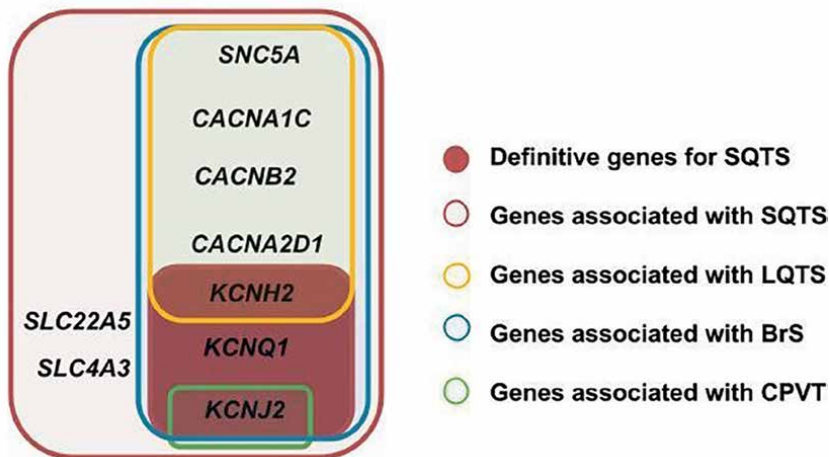 SNC5A
CACNA1C
CACNB2
CACNA2D1
KCNH2
SLC22A5
KCNQ1
SLC4A3
KCNJ2
Definitive genes for SQTS
Genes associated with SQTS
Genes associated with LQTS
Genes associated with BrS
Genes associated with CPVT